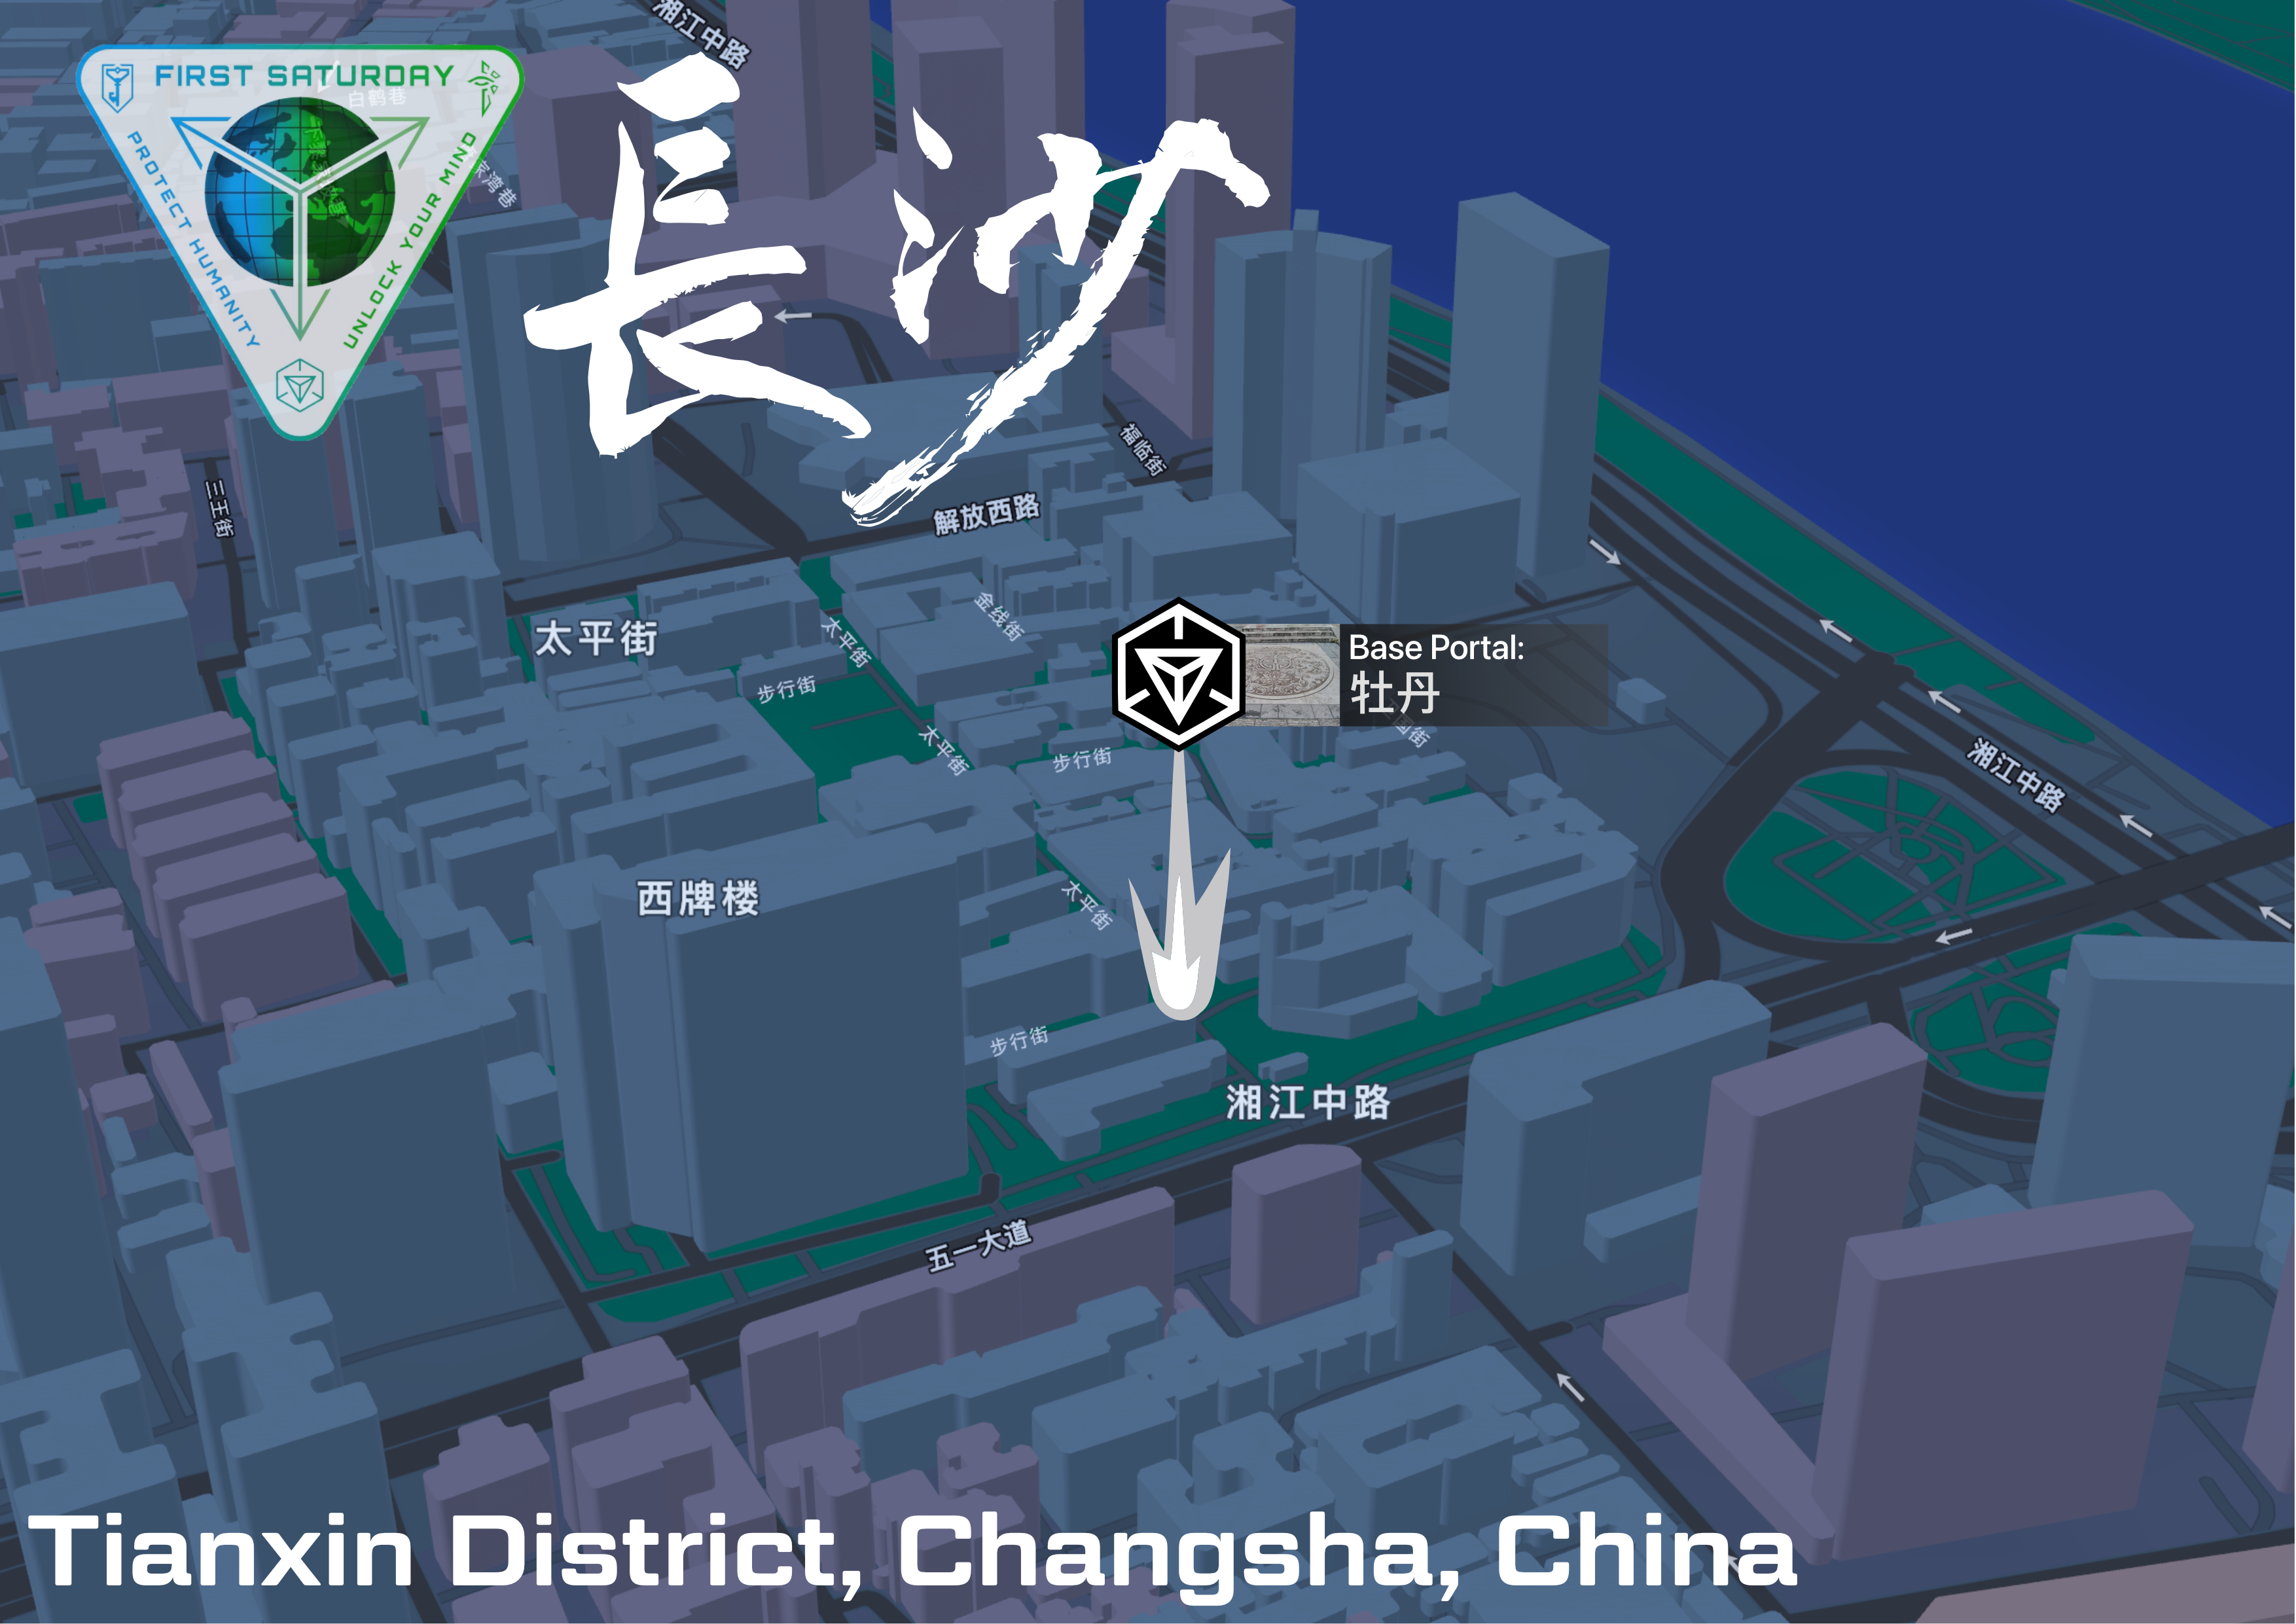 湘江中路
FIRST SATURDAY
白鹤巷
PROTECT HUMANITY
UNLOCK YOUR MIND
長沙
三王街
福临街
解放西路
金线街
太平街
太平街
步行街
Base Portal:
牡丹
太平街
步行街
湘江中路
西牌楼
太平街
步行街
湘江中路
五一大道
Tianxin District, Changsha, China